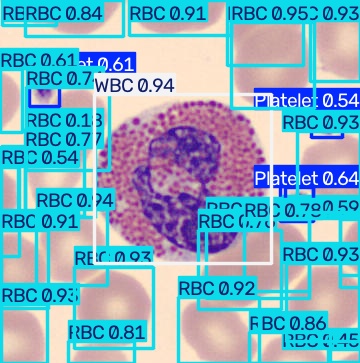 RBC 0.84
RBC 0.91
RBC 0.95
0.93
RBC 0.61
et 0.61
RBC 0.7
WBC 0.94
Platelet 0.54
RBC 0.18
RBC 0.93
RBC 0.77
RBC 0.54
Platelet 0.64
RBC 0.94
RBC 0.78
0.59
RBC 0.91
RBC 0.93
RBC 0.93
RBC 0.92
RBC 0.93
RBC 0.81
RBC 0.86
0.45